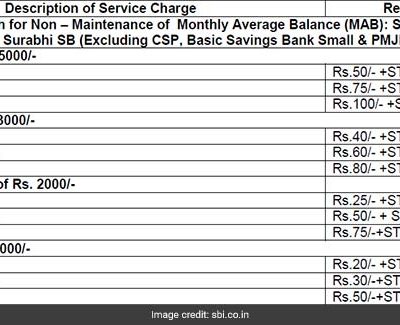 Description of Service Charge Re
h for Non – Maintenance of Monthly Average Balance (MAB): S
Surabhi SB (Excluding CSP, Basic Savings Bank Small & PMJ
5000/-
Rs.50/- +ST
Rs.75/- +ST
Rs.100/- +S
3000/-
Rs.40/- +ST
Rs.60/- +ST
Rs.80/- +ST
of Rs. 2000/-
Rs.25/- +ST
Rs.50/- + S
Rs.75/-+ST
000/-
Rs.20/- +ST
Rs.30/-+ST
Rs.50/-+ST
Image credit: sbi.co.in